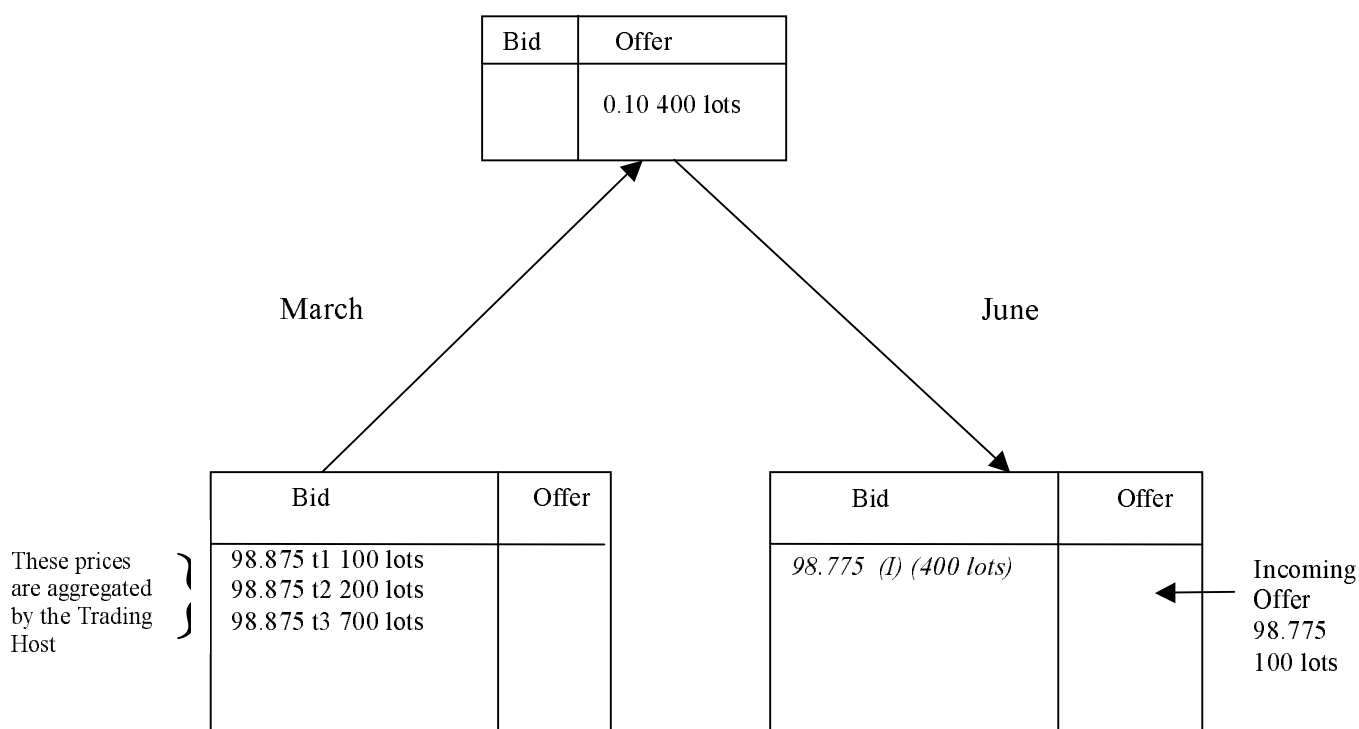 Bid Offer
0.10 400 lots
March
June
Bid Offer
98.875 t1 100 lots
98.875 t2 200 lots
98.875 t3 700 lots
These prices
are aggregated
by the Trading
Host
Bid Offer
98.775 (I) (400 lots)
Incoming
Offer
98.775
100 lots